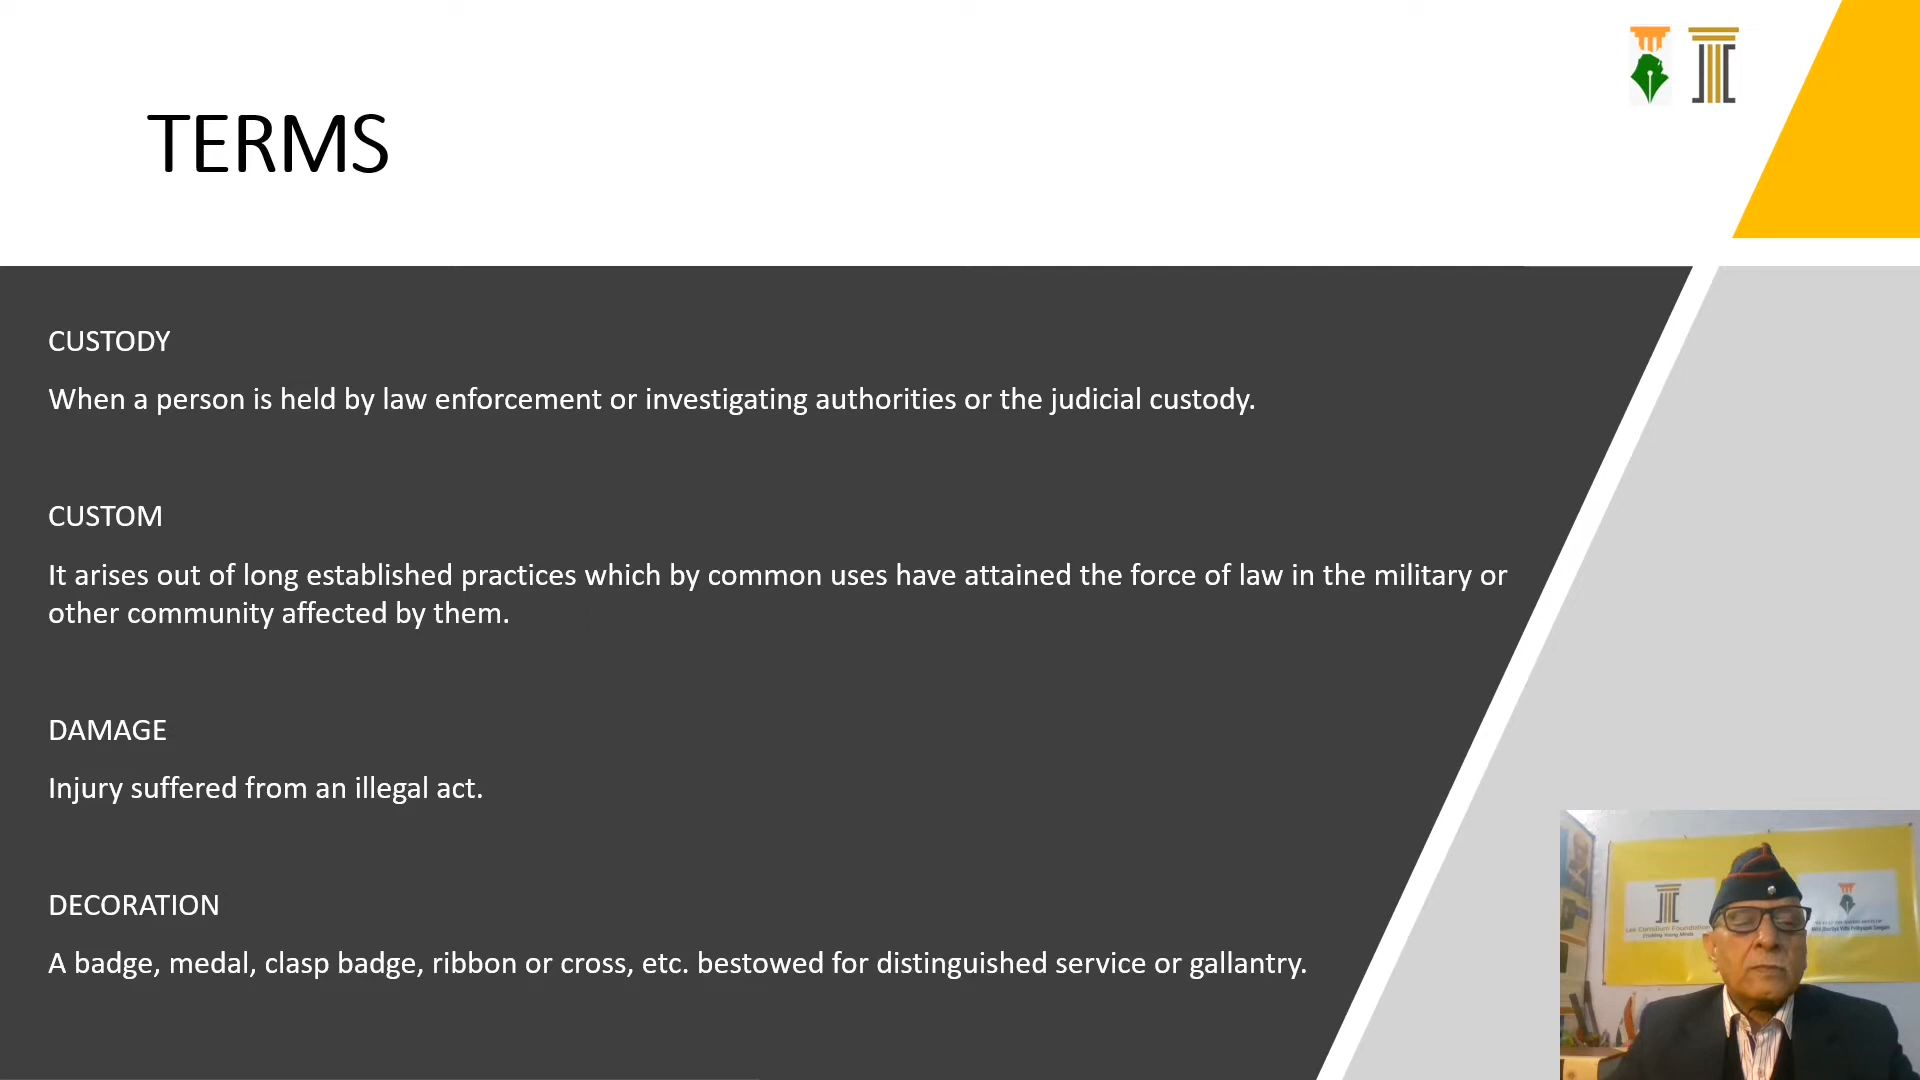 TERMS
CUSTODY
When a person is held by law enforcement or investigating authorities or the judicial custody.
CUSTOM
It arises out of long established practices which by common uses have attained the force of law in the military or
other community affected by them.
DAMAGE
Injury suffered from an illegal act.
DECORATION
A badge, medal, clasp badge, ribbon or cross, etc. bestowed for distinguished service or gallantry.
Lex Consilium Foundation